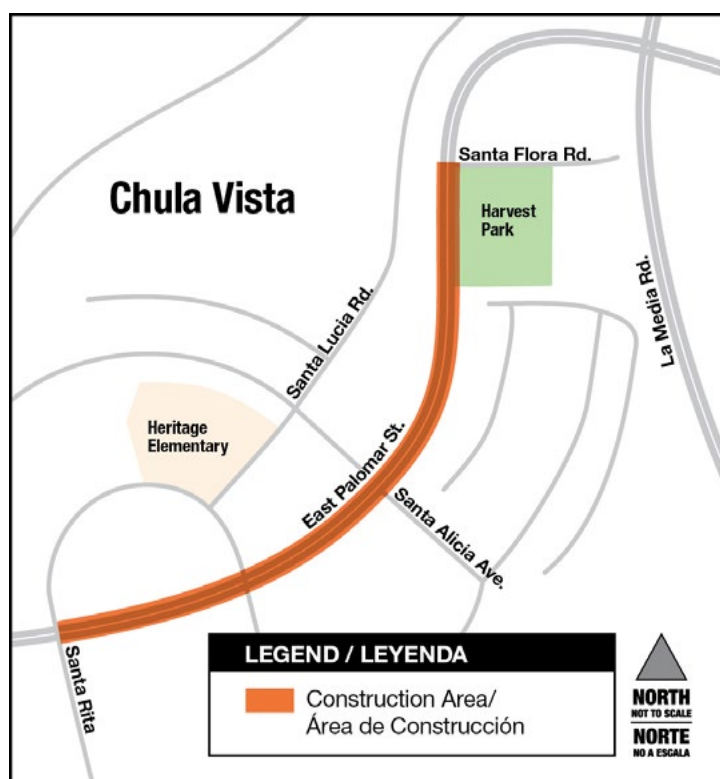 Santa Flora Rd.
Chula Vista
Harvest
Park
La Media Rd.
Santa Lucia Rd.
Heritage
Elementary
East Palomar St.
Santa Alicia Ave.
Santa Rita
LEGEND / LEYENDA
Construction Area/
Área de Construcción
NORTH
NOT TO SCALE
NORTE
NO A ESCALA